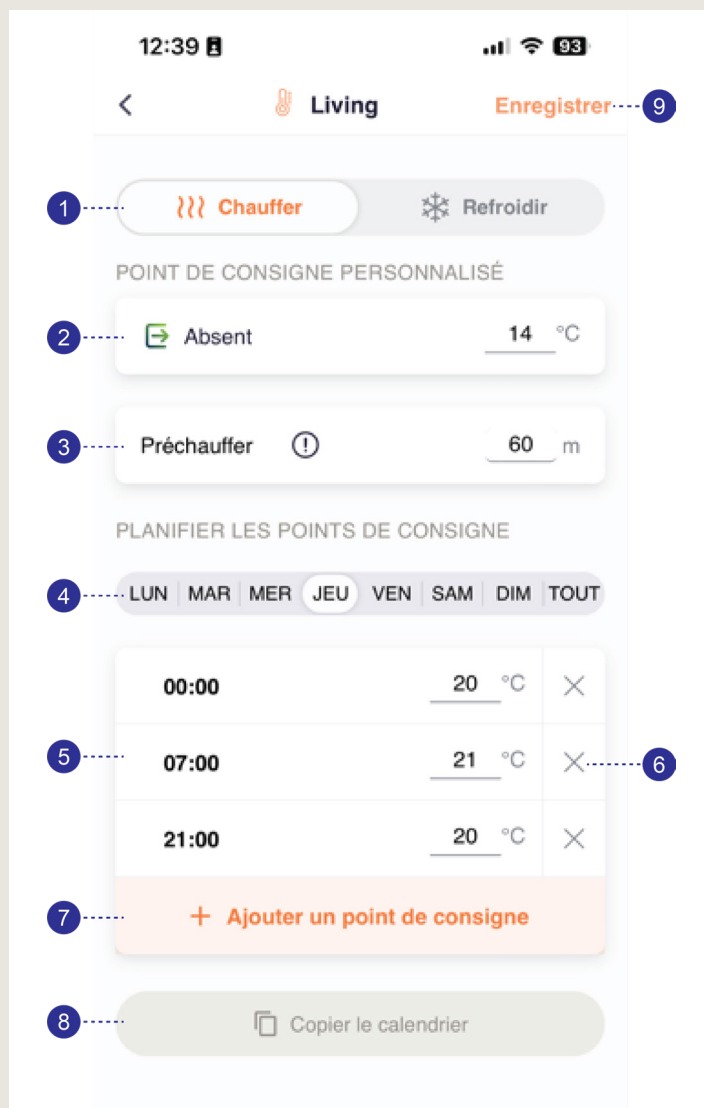 12:39 93
Living Enregistrer 9
1 Chauffer Refroidir
POINT DE CONSIGNE PERSONNALISÉ
2 Absent 14 °C
3 Préchauffer 60 m
PLANIFIER LES POINTS DE CONSIGNE
4 LUN MAR MER JEU VEN SAM DIM TOUT
00:00 20 °C
5 07:00 21 °C 6
21:00 20 °C
7 + Ajouter un point de consigne
8 Copier le calendrier